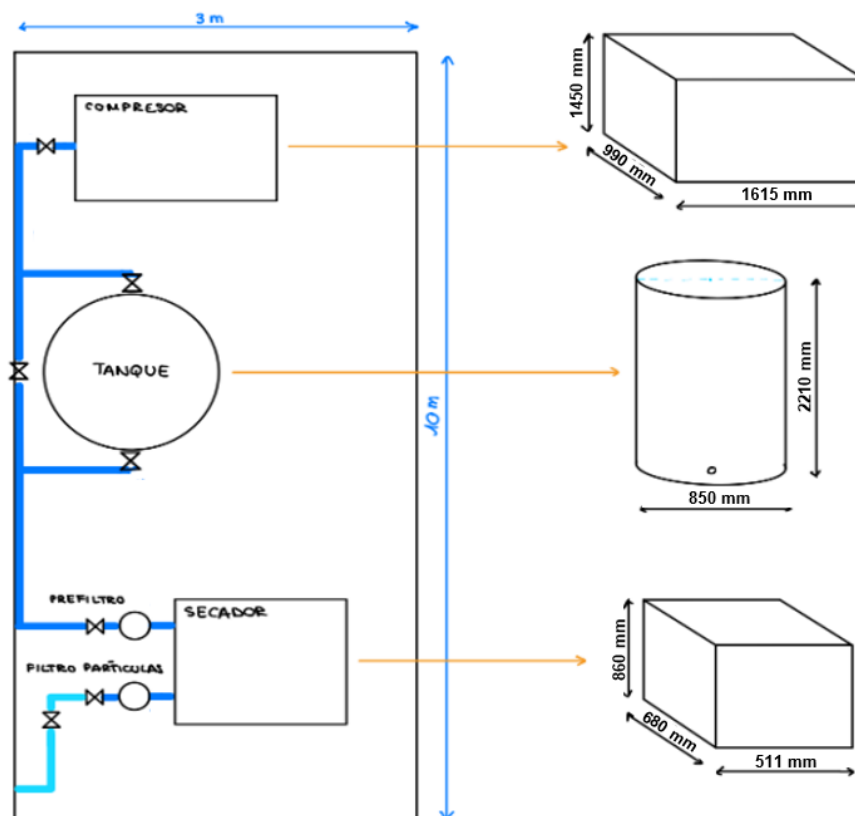 3 m
COMPRESOR
1450 mm
990 mm
1615 mm
TANQUE
10 m
2210 mm
850 mm
PREFILTRO
SECADOR
FILTRO PARTÍCULAS
860 mm
680 mm
511 mm